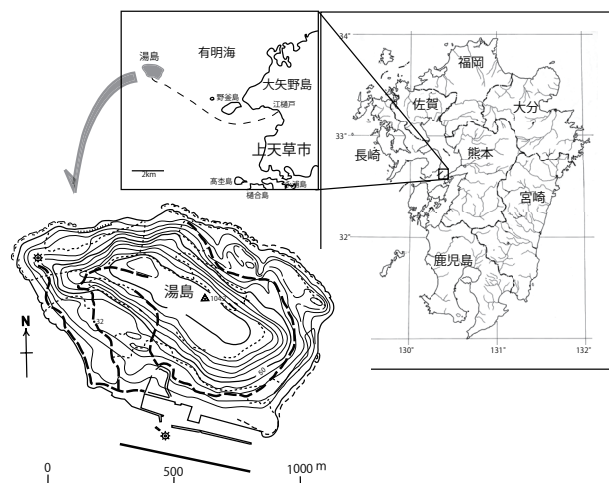 有明海
湯島
大矢野島
野釜島
江樋戸
上天草市
2km
高杢島
樋合島
34°
33°
32°
福岡
佐賀
大分
長崎
熊本
宮崎
鹿児島
130°
131°
132°
湯島
104
32
50
N
0 500 1000 m